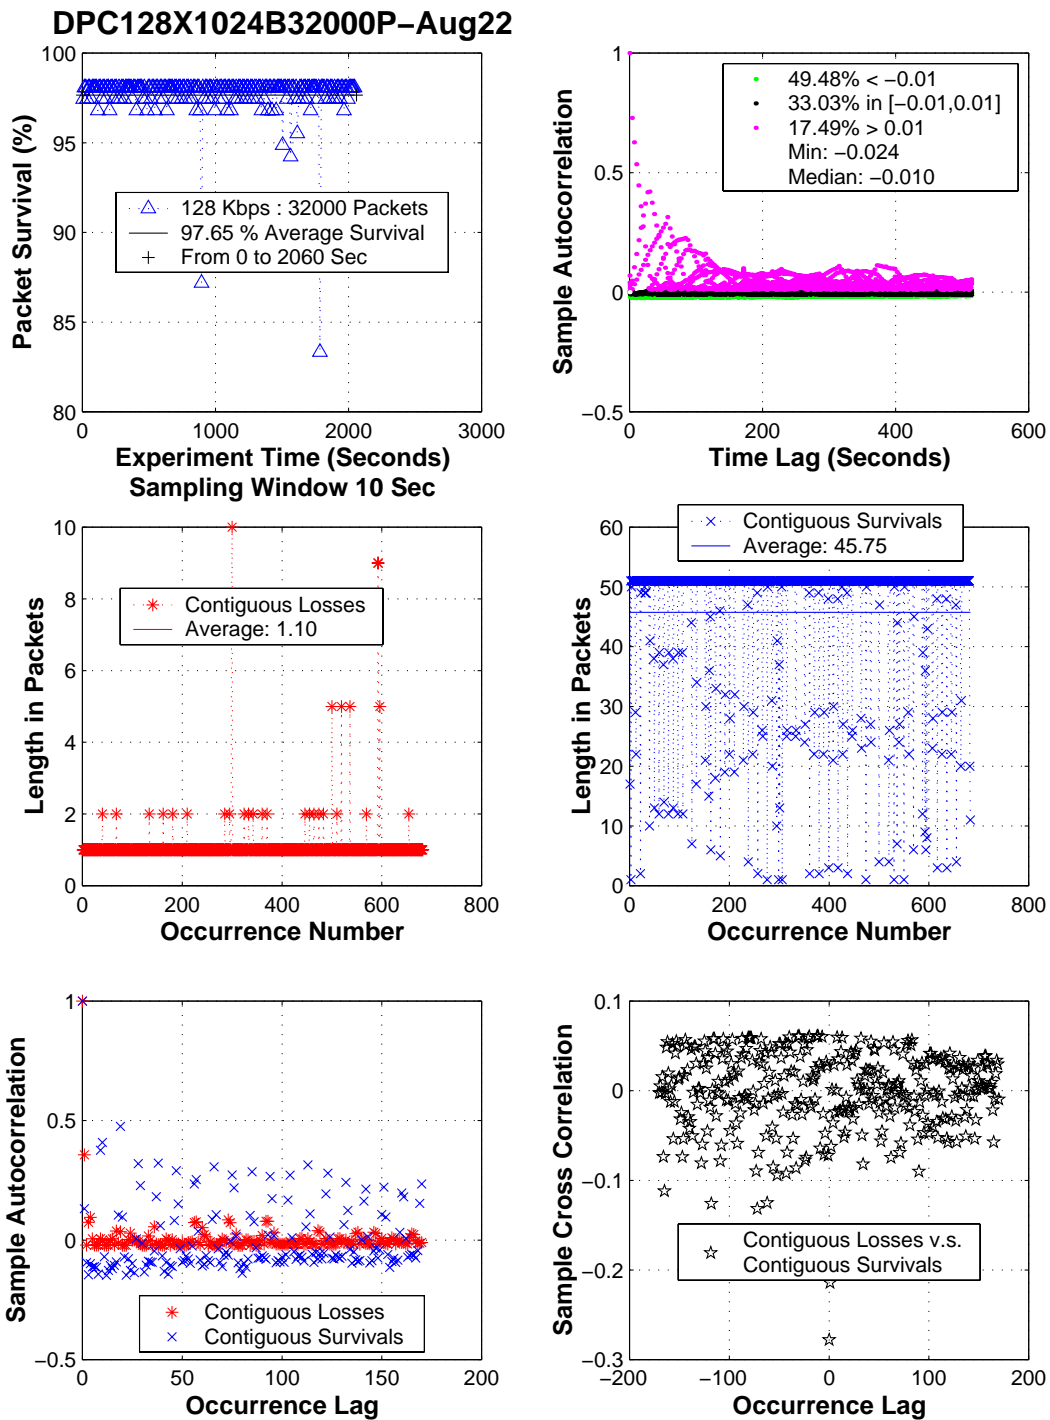 DPC128X1024B32000P−Aug22
100
95
90
85
80
0
1000
2000
3000
Packet Survival (%)
128 Kbps : 32000 Packets
97.65 % Average Survival
From 0 to 2060 Sec
Experiment Time (Seconds)
Sampling Window 10 Sec
1
0.5
0
−0.5
0
200
400
600
Sample Autocorrelation
49.48% < −0.01
33.03% in [−0.01,0.01]
17.49% > 0.01
Min: −0.024
Median: −0.010
Time Lag (Seconds)
10
8
6
4
2
0
0
200
400
600
800
Length in Packets
Contiguous Losses
Average: 1.10
Occurrence Number
60
50
40
30
20
10
0
0
200
400
600
800
Length in Packets
Contiguous Survivals
Average: 45.75
Occurrence Number
1
0.5
0
−0.5
0
50
100
150
200
Sample Autocorrelation
Contiguous Losses
Contiguous Survivals
Occurrence Lag
0.1
0
−0.1
−0.2
−0.3
−200
−100
0
100
200
Sample Cross Correlation
Contiguous Losses v.s.
Contiguous Survivals
Occurrence Lag